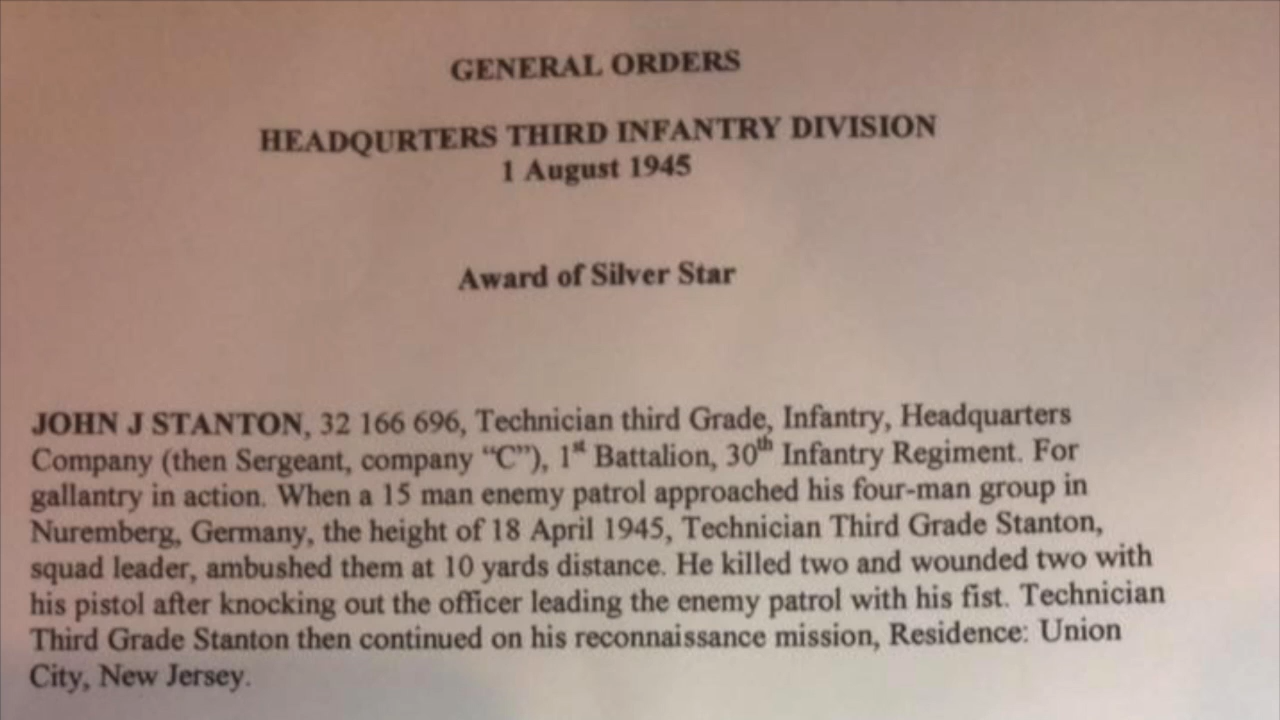 GENERAL ORDERS
HEADQURTERS THIRD INFANTRY DIVISION
1 August 1945
Award of Silver Star
JOHN J STANTON, 32 166 696, Technician third Grade, Infantry, Headquarters
Company (then Sergeant, company “C”), 1st Battalion, 30th Infantry Regiment. For
gallantry in action. When a 15 man enemy patrol approached his four-man group in
Nuremberg, Germany, the height of 18 April 1945, Technician Third Grade Stanton,
squad leader, ambushed them at 10 yards distance. He killed two and wounded two with
his pistol after knocking out the officer leading the enemy patrol with his fist. Technician
Third Grade Stanton then continued on his reconnaissance mission, Residence: Union
City, New Jersey.